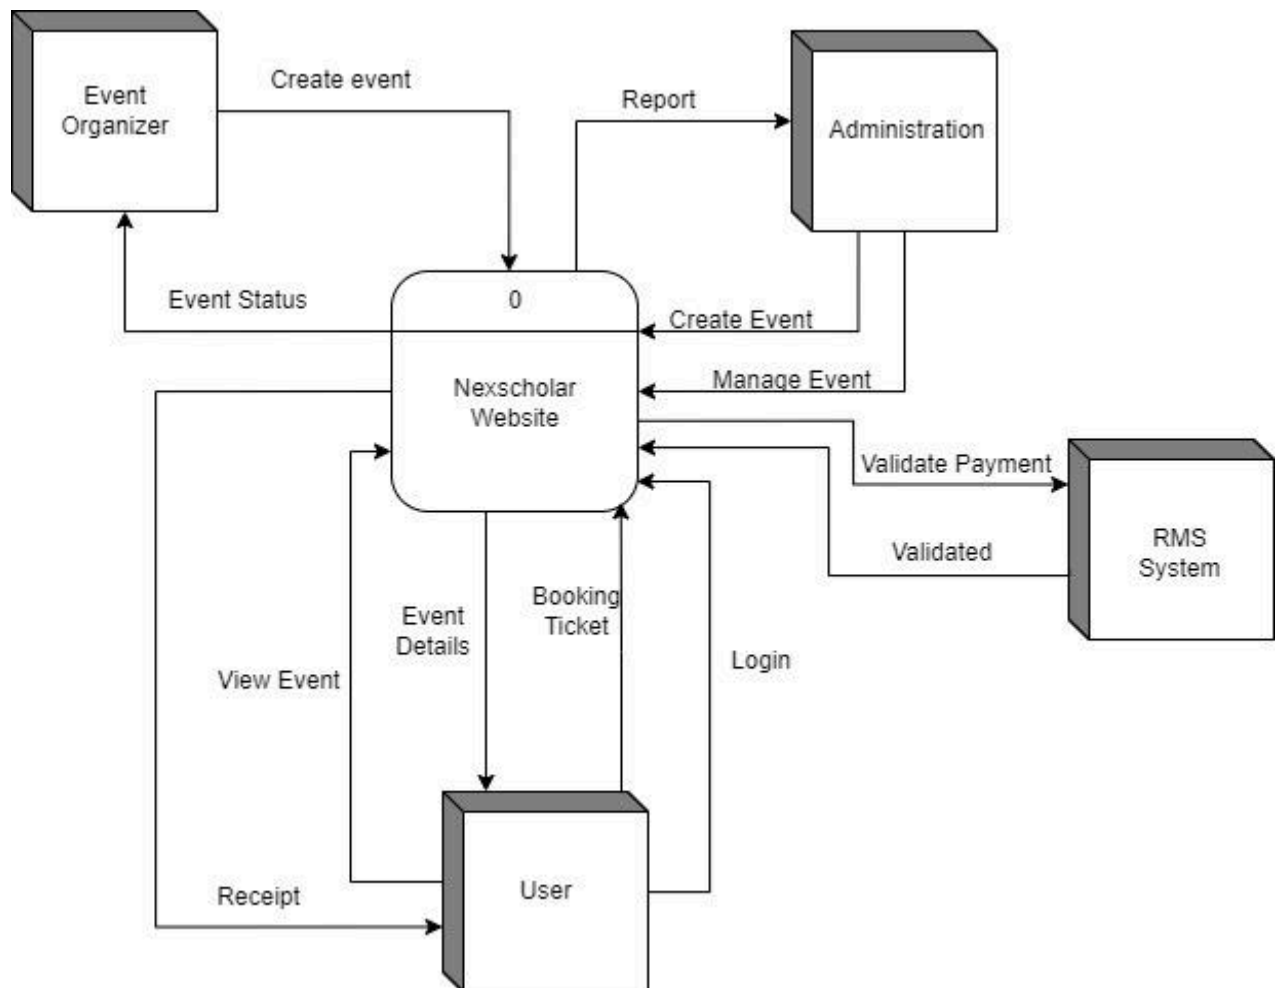 Event
Organizer
Create event
Report
Administration
Event Status
0
Create Event
Nexscholar
Website
Manage Event
Validate Payment
Validated
RMS
System
Event
Details
Booking
Ticket
View Event
Login
Receipt
User